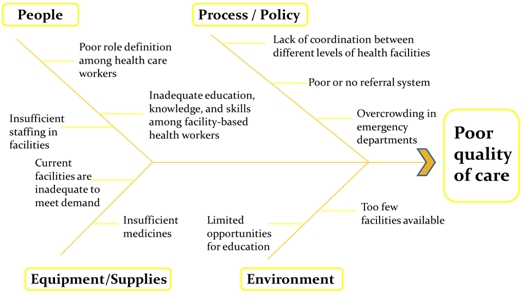 People
Process / Policy
Poor role definition
among health care
workers
Inadequate education,
knowledge, and skills
among facility-based
health workers
Insufficient
staffing in
facilities
Lack of coordination between
different levels of health facilities
Poor or no referral system
Overcrowding in
emergency
departments
Poor
quality
of care
Current
facilities are
inadequate to
meet demand
Insufficient
medicines
Limited
opportunities
for education
Too few
facilities available
Equipment/Supplies
Environment